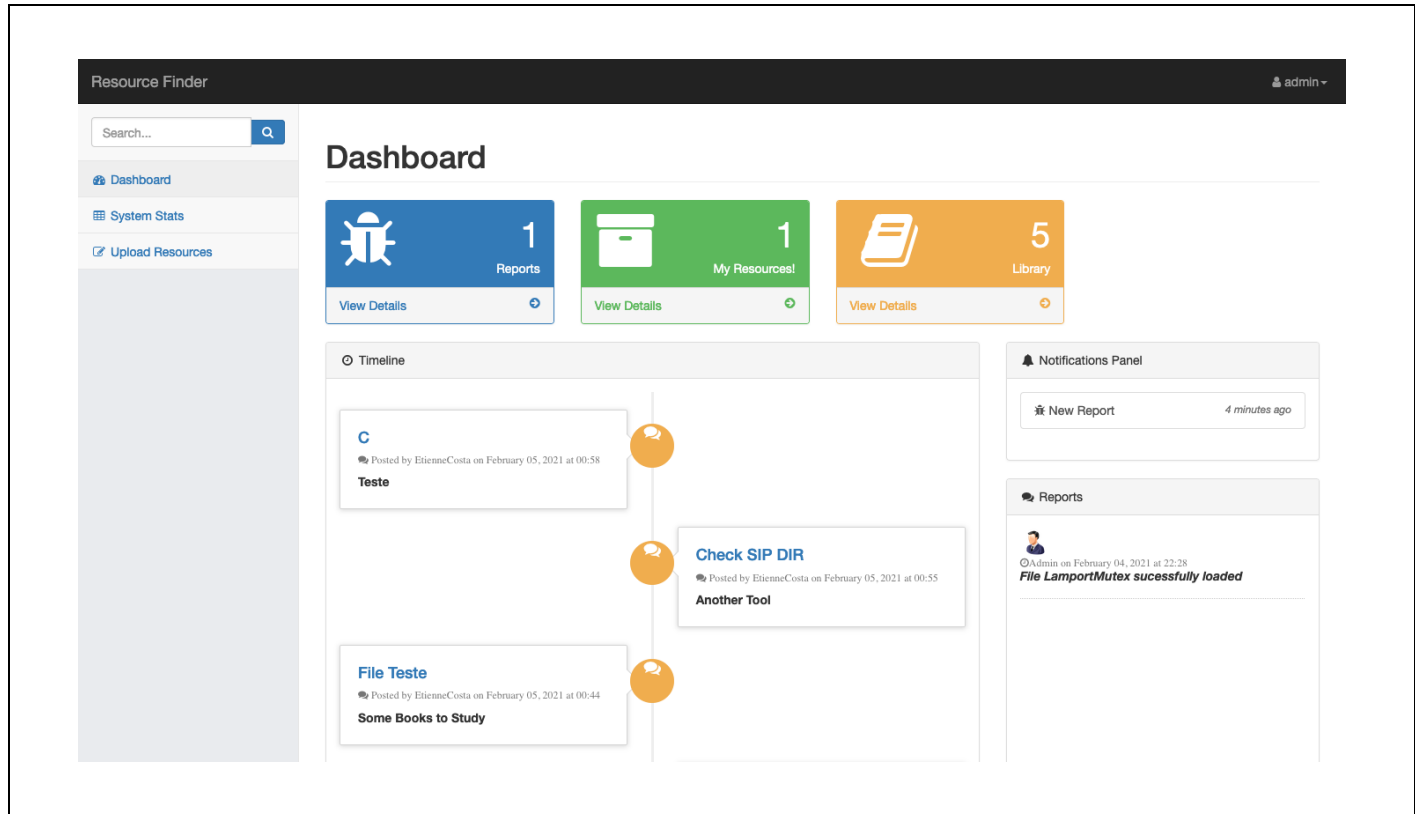 Resource Finder
admin
Search...
Dashboard
System Stats
Upload Resources
Dashboard
1
Reports
View Details
1
My Resources!
View Details
5
Library
View Details
Timeline
C
Posted by EtienneCosta on February 05, 2021 at 00:58
Teste
Check SIP DIR
Posted by EtienneCosta on February 05, 2021 at 00:55
Another Tool
File Teste
Posted by EtienneCosta on February 05, 2021 at 00:44
Some Books to Study
Notifications Panel
New Report 4 minutes ago
Reports
Admin on February 04, 2021 at 22:28
File LamportMutex sucessfully loaded